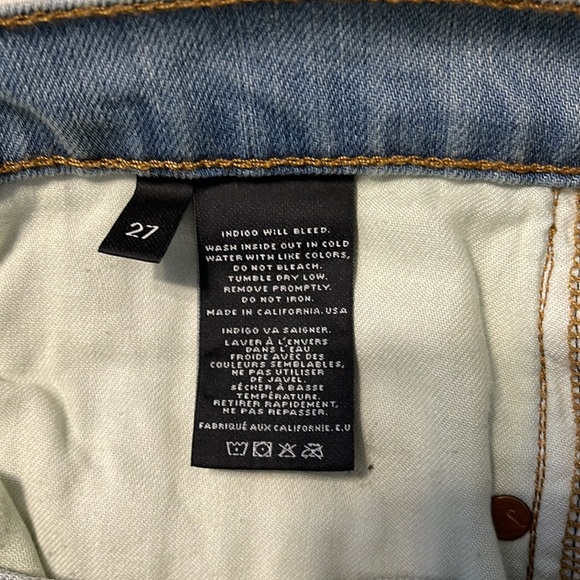 27
INDIGO WILL BLEED.
WASH INSIDE OUT IN COLD
WATER WITH LIKE COLORS,
DO NOT BLEACH.
TUMBLE DRY LOW.
REMOVE PROMPTLY.
DO NOT IRON.
MADE IN CALIFORNIA.USA
INDIGO VA SAIGNER.
LAVER À L'ENVERS
DANS L'EAU
FROIDE AVEC DES
COULEURS SEMBLABLES,
NE PAS UTILISER
DE JAVEL.
SÉCHER À BASSE
TEMPÉRATURE.
RETIRER RAPIDEMENT,
NE PAS REPASSER.
FABRIQUÉ AUX CALIFORNIE.E.U